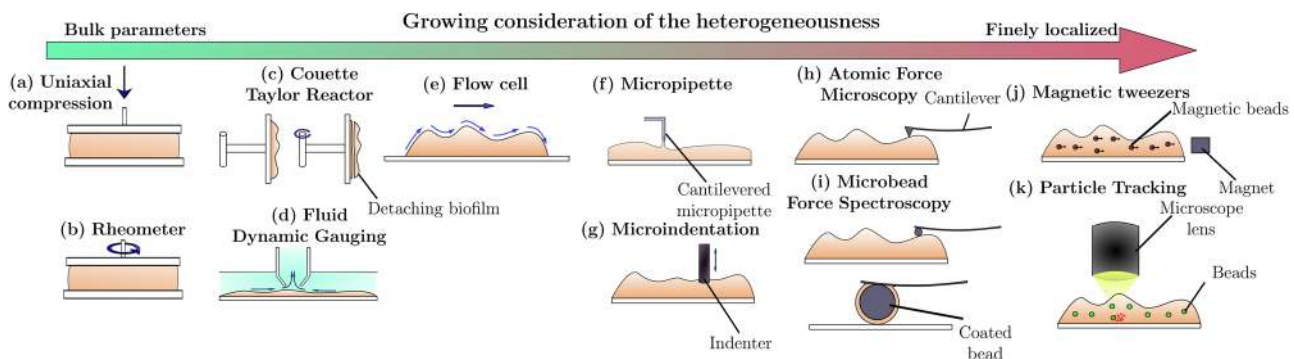 Growing consideration of the heterogeneousness
Bulk parameters
Finely localized
(a) Uniaxial
compression
(b) Rheometer
(c) Couette
Taylor Reactor
Detaching biofilm
(d) Fluid
Dynamic Gauging
(e) Flow cell
(f) Micropipette
Cantilevered
micropipette
(g) Microindentation
Indenter
(h) Atomic Force
Microscopy
Cantilever
(i) Microbead
Force Spectroscopy
Coated
bead
(j) Magnetic tweezers
Magnetic beads
Magnet
(k) Particle Tracking
Microscope
lens
Beads